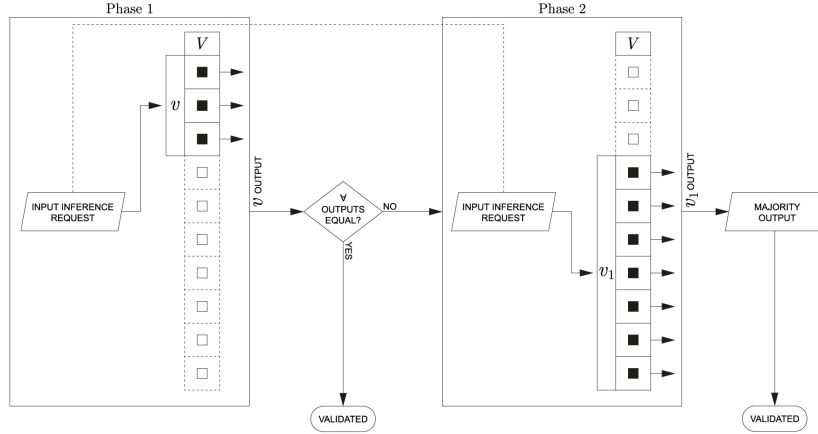 Phase 1
V
v
INPUT INFERENCE
REQUEST
v OUTPUT
∀
OUTPUTS
EQUAL?
NO
YES
VALIDATED
Phase 2
V
INPUT INFERENCE
REQUEST
v₁
v₁ OUTPUT
MAJORITY
OUTPUT
VALIDATED